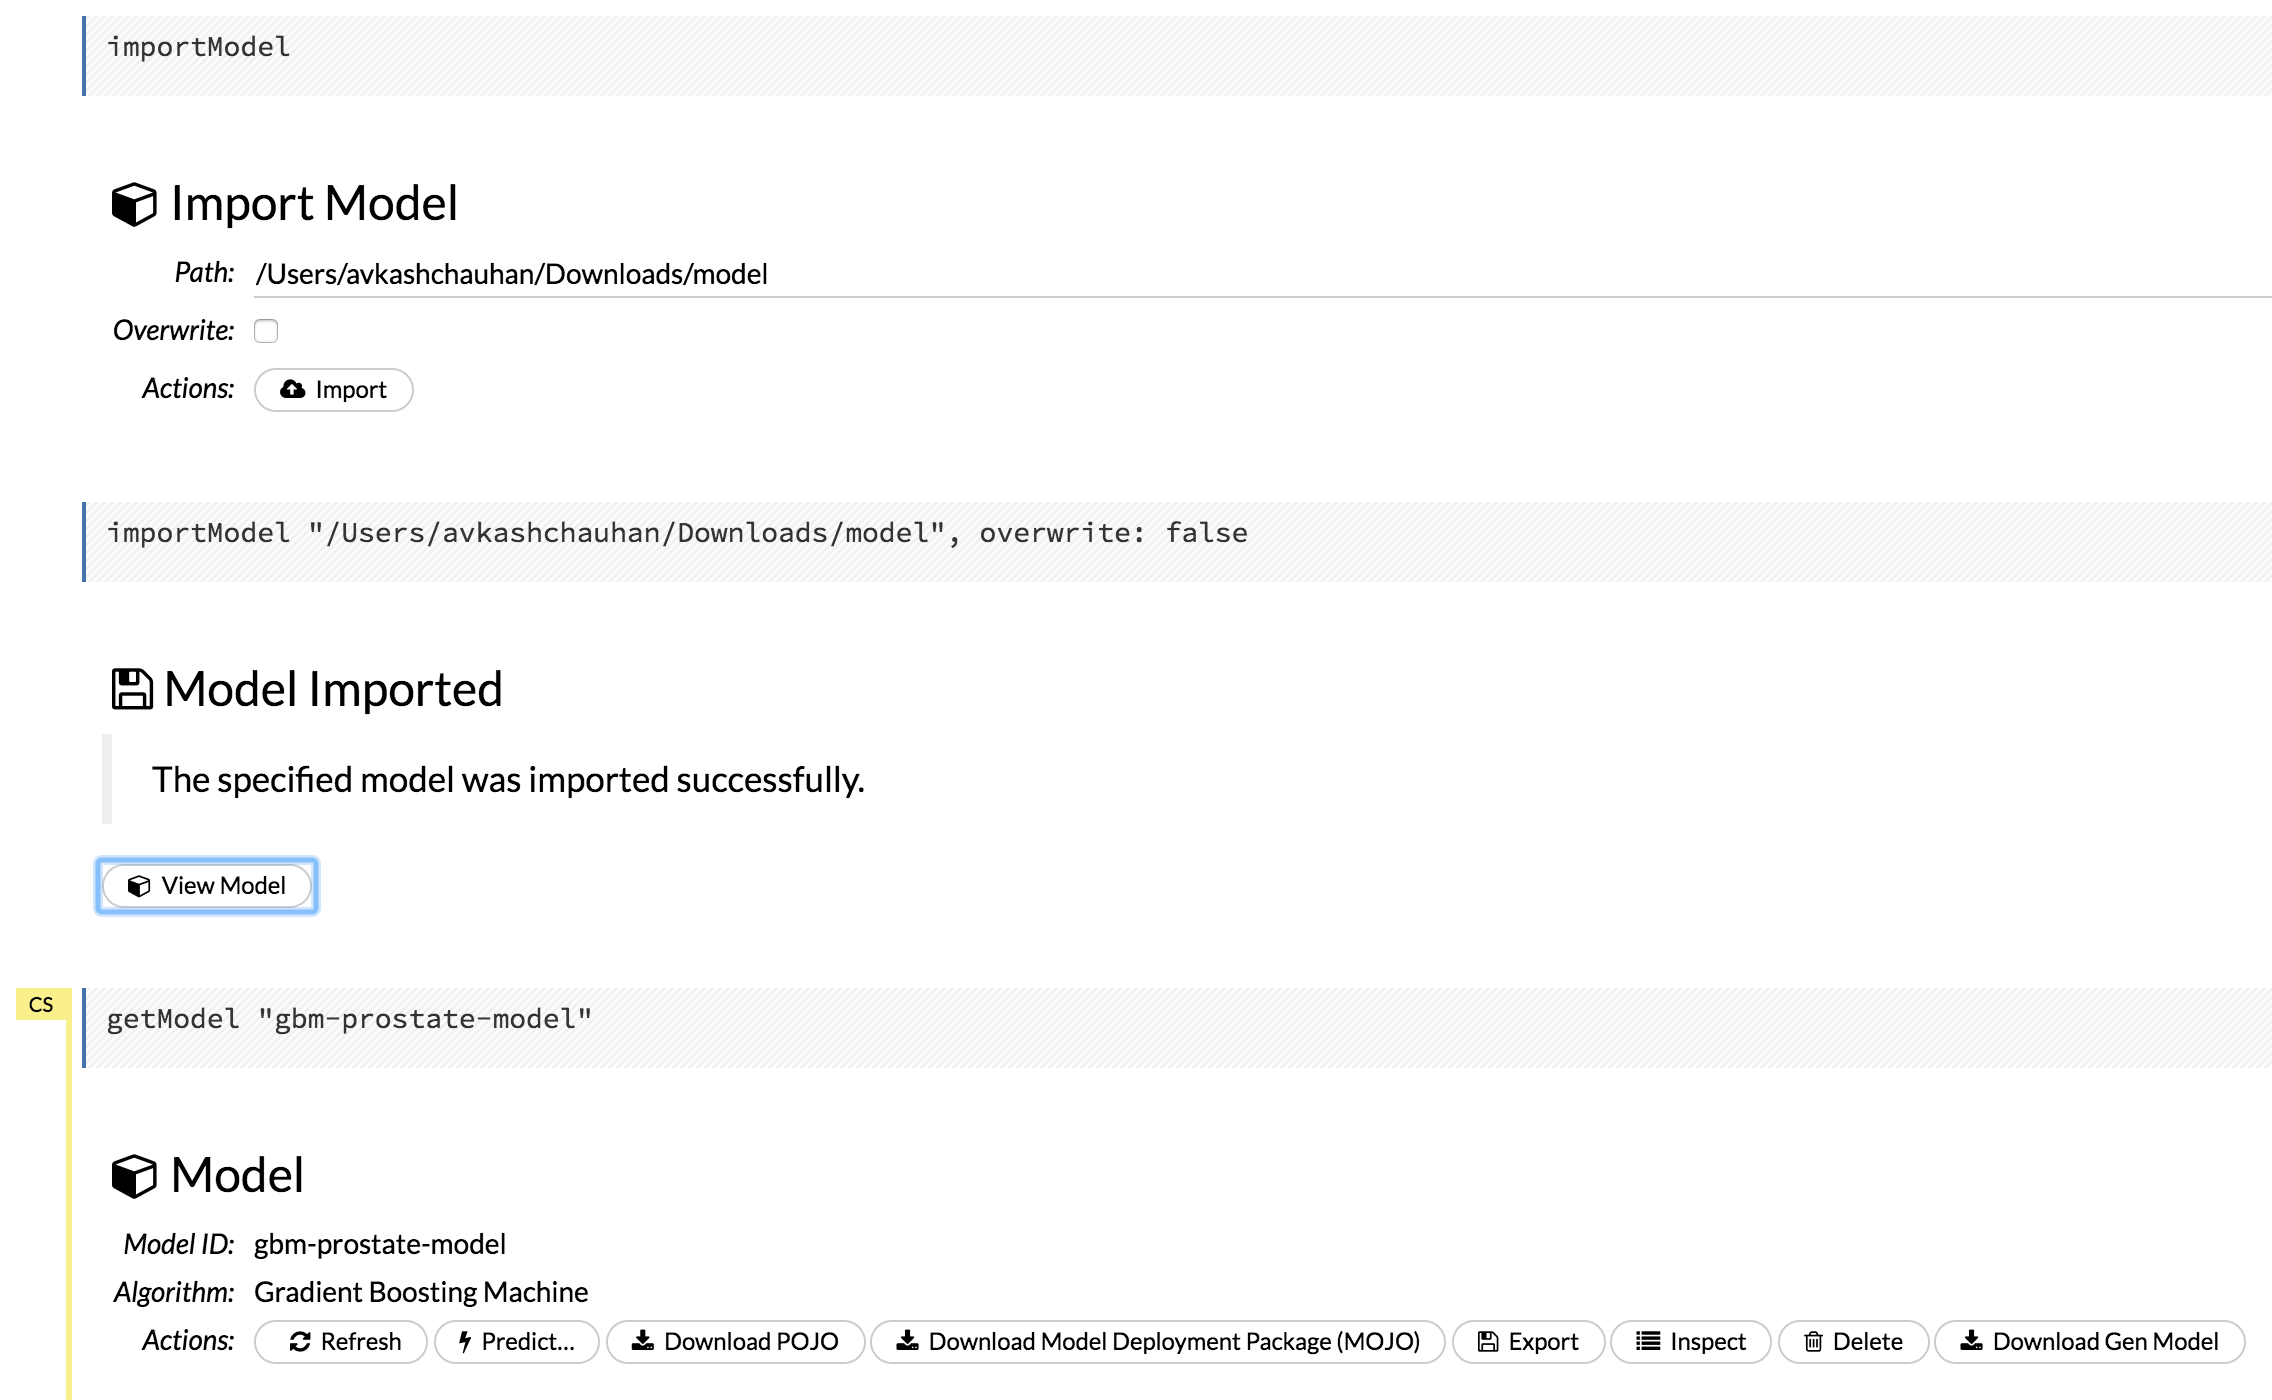 importModel
Import Model
Path: /Users/avkashchauhan/Downloads/model
Overwrite:
Actions: Import
importModel "/Users/avkashchauhan/Downloads/model", overwrite: false
Model Imported
The specified model was imported successfully.
View Model
CS
getModel "gbm-prostate-model"
Model
Model ID: gbm-prostate-model
Algorithm: Gradient Boosting Machine
Actions: Refresh Predict... Download POJO Download Model Deployment Package (MOJO) Export Inspect Delete Download Gen Model